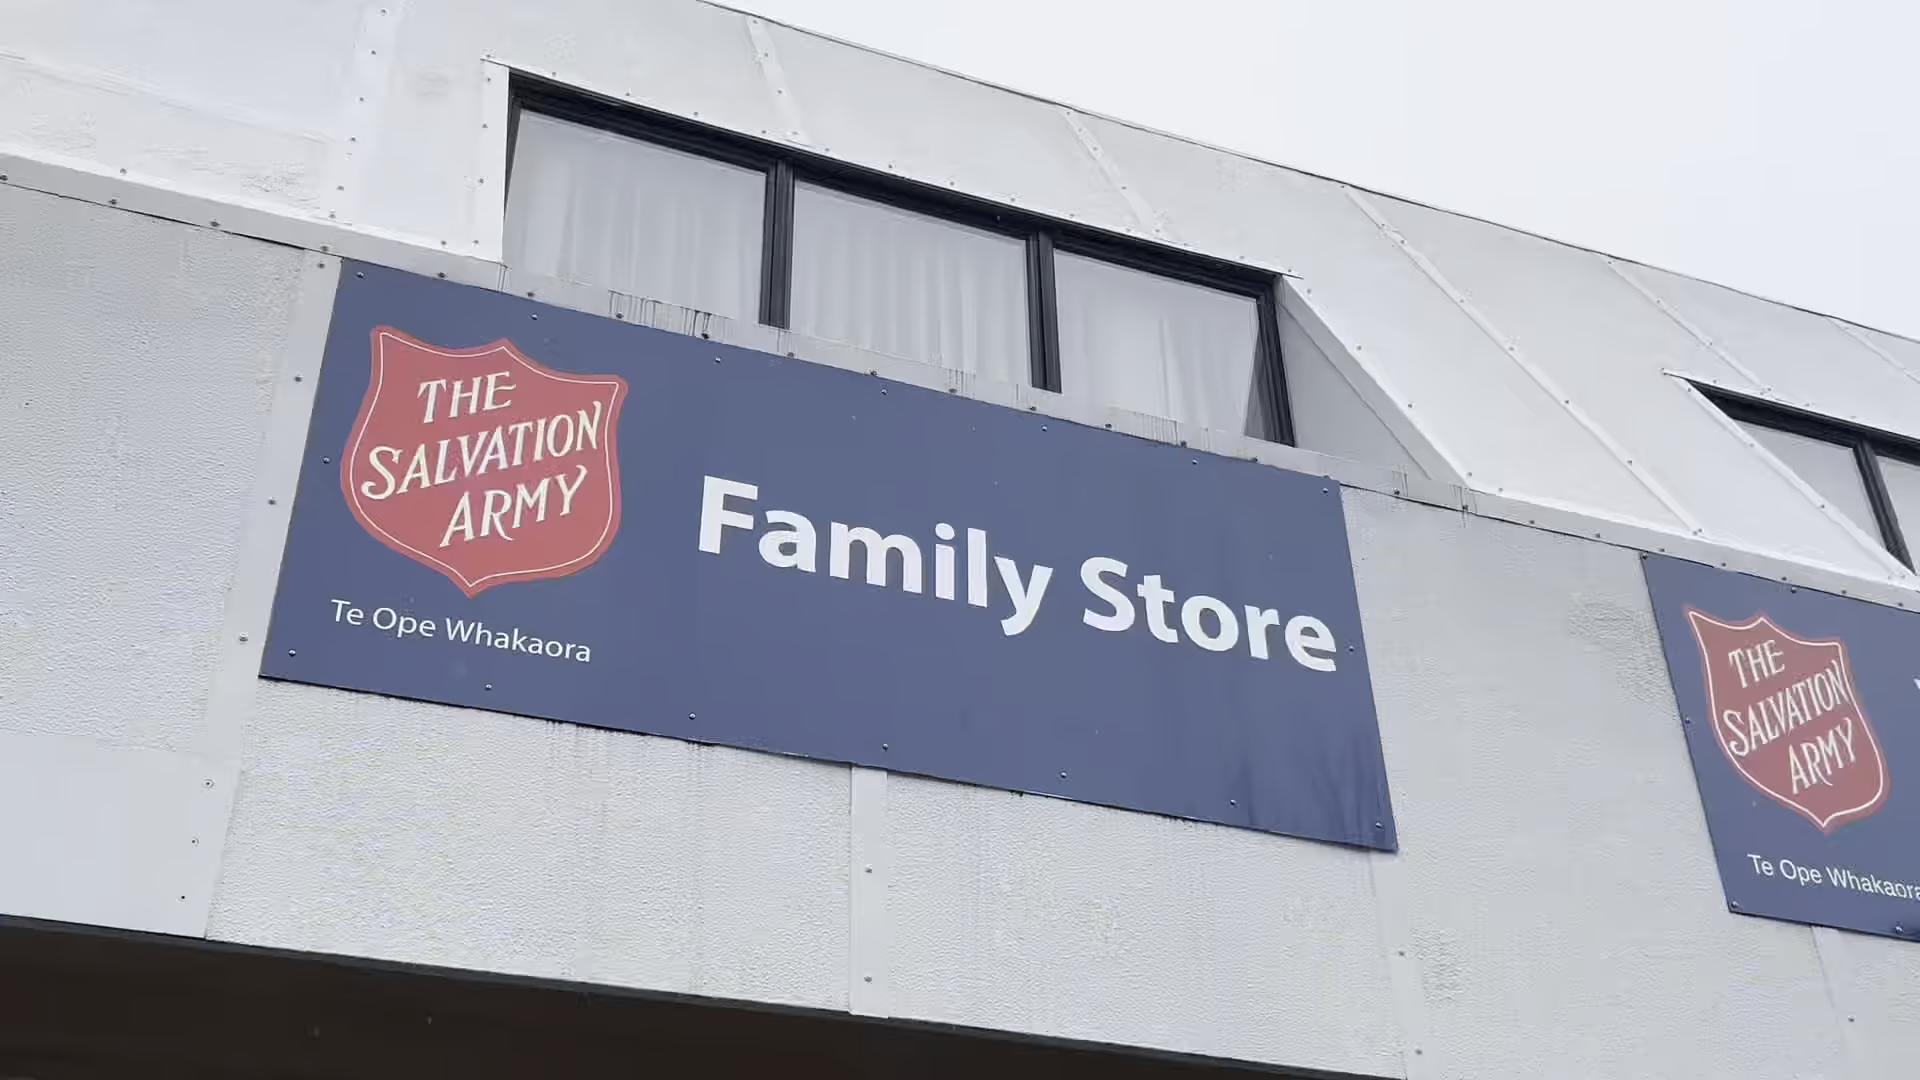 THE
SALVATION
ARMY
Te Ope Whakaora
Family Store
THE
SALVATION
ARMY
Te Ope Whakaora